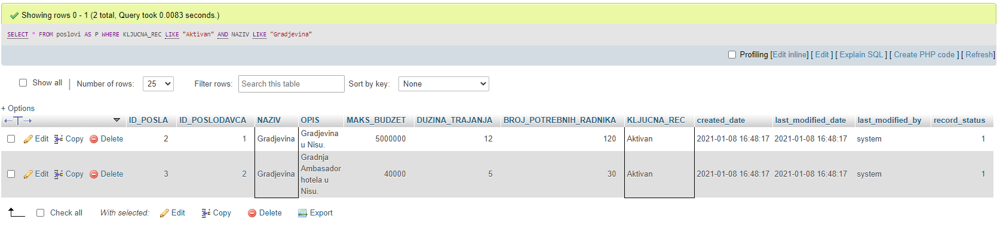 Showing rows 0 - 1 (2 total, Query took 0.0083 seconds.)
SELECT * FROM poslovi AS P WHERE KLJUCNA_REC LIKE "Aktivan" AND NAZIV LIKE "Gradjevina"
Profiling [Edit inline] [ Edit ] [ Explain SQL ] [ Create PHP code ] [ Refresh]
Show all | Number of rows: 25 Filter rows: Search this table Sort by key: None
+ Options
←T→ ID_POSLA ID_POSLODAVCA NAZIV OPIS MAKS_BUDZET DUZINA_TRAJANJA BROJ_POTREBNIH_RADNIKA KLJUCNA_REC created_date last_modified_date last_modified_by record_status
Edit Copy Delete 2 1 Gradjevina Gradjevina u Nisu. 5000000 12 120 Aktivan 2021-01-08 16:48:17 2021-01-08 16:48:17 system 1
Edit Copy Delete 3 2 Gradjevina Gradnja Ambasador hotela u Nisu. 40000 5 30 Aktivan 2021-01-08 16:48:17 2021-01-08 16:48:17 system 1
Check all With selected: Edit Copy Delete Export